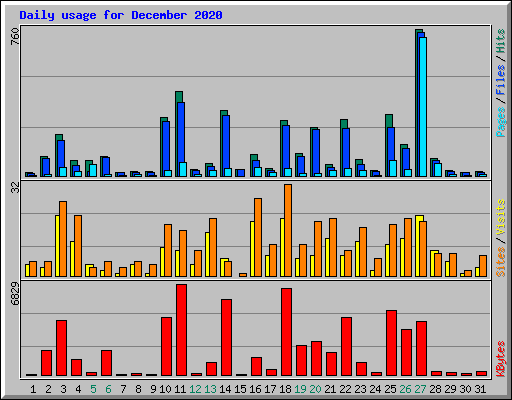 Daily usage for December 2020
760
Pages / Files / Hits
32
Sites / Visits
6829
KBytes
1 2 3 4 5 6 7 8 9 10 11 12 13 14 15 16 17 18 19 20 21 22 23 24 25 26 27 28 29 30 31